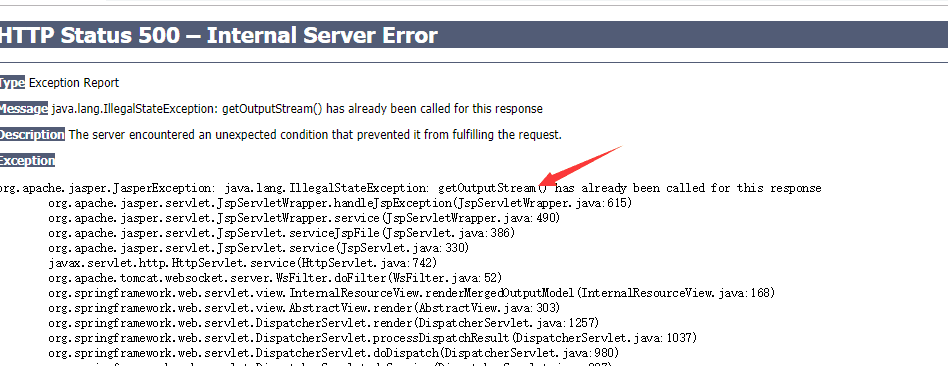 HTTP Status 500 – Internal Server Error
Type Exception Report
Message java.lang.IllegalStateException: getOutputStream() has already been called for this response
Description The server encountered an unexpected condition that prevented it from fulfilling the request.
Exception
org.apache.jasper.JasperException: java.lang.IllegalStateException: getOutputStream() has already been called for this response
org.apache.jasper.servlet.JspServletWrapper.handleJspException(JspServletWrapper.java:615)
org.apache.jasper.servlet.JspServletWrapper.service(JspServletWrapper.java:490)
org.apache.jasper.servlet.JspServlet.serviceJspFile(JspServlet.java:386)
org.apache.jasper.servlet.JspServlet.service(JspServlet.java:330)
javax.servlet.http.HttpServlet.service(HttpServlet.java:742)
org.apache.tomcat.websocket.server.WsFilter.doFilter(WsFilter.java:52)
org.springframework.web.servlet.view.InternalResourceView.renderMergedOutputModel(InternalResourceView.java:168)
org.springframework.web.servlet.view.AbstractView.render(AbstractView.java:303)
org.springframework.web.servlet.DispatcherServlet.render(DispatcherServlet.java:1257)
org.springframework.web.servlet.DispatcherServlet.processDispatchResult(DispatcherServlet.java:1037)
org.springframework.web.servlet.DispatcherServlet.doDispatch(DispatcherServlet.java:980)